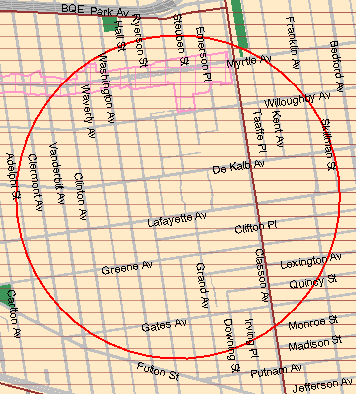 BQE Park Av
Hall St
Ryerson St
Steuben St
Emerson Pl
Franklin Av
Bedford Av
Myrtle Av
Washington Av
Waverly Av
Willoughby Av
Taaffe Pl
Kent Av
Skillman St
Adelphi St
Clermont Av
Vanderbilt Av
Clinton Av
De Kalb Av
Lafayette Av
Clifton Pl
Classon Av
Lexington Av
Greene Av
Grand Av
Quincy St
Carlton Av
Gates Av
Downing St
Irving Pl
Monroe St
Madison St
Fulton St
Putnam Av
Jefferson Av